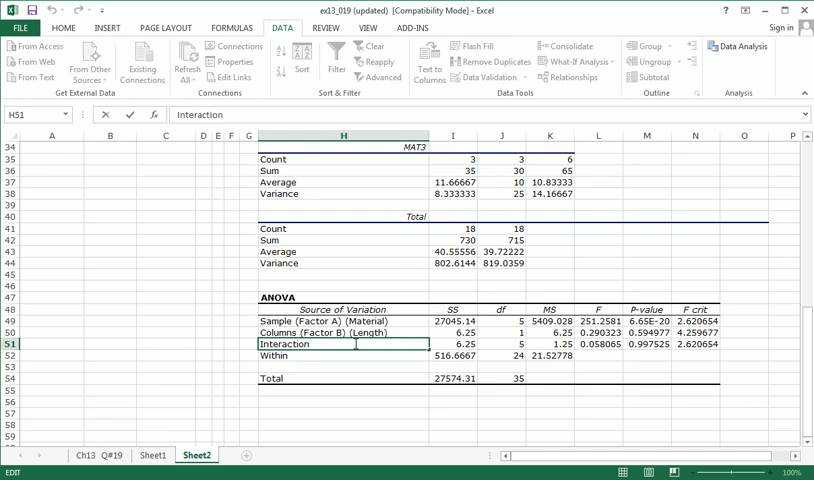 ex13_019 (updated) [Compatibility Mode] - Excel
FILE HOME INSERT PAGE LAYOUT FORMULAS DATA REVIEW VIEW ADD-INS Sign in
From Access
From Web
From Text
From Other Sources
Existing Connections
Get External Data
Refresh All
Connections
Properties
Edit Links
Connections
Sort
Filter
Clear
Reapply
Advanced
Sort & Filter
Text to Columns
Flash Fill
Remove Duplicates
Data Validation
Consolidate
What-If Analysis
Relationships
Data Tools
Group
Ungroup
Subtotal
Outline
Data Analysis
Analysis
H51 Interaction
A B C D E F G H I J K L M N O P
34 MAT3
35 Count 3 3 6
36 Sum 35 30 65
37 Average 11.66667 10 10.83333
38 Variance 8.333333 25 14.16667
39
40 Total
41 Count 18 18
42 Sum 730 715
43 Average 40.55556 39.72222
44 Variance 802.6144 819.0359
45
46
47 ANOVA
48 Source of Variation SS df MS F P-value F crit
49 Sample (Factor A) (Material) 27045.14 5 5409.028 251.2581 6.65E-20 2.620654
50 Columns (Factor B) (Length) 6.25 1 6.25 0.290323 0.594977 4.259677
51 Interaction 6.25 5 1.25 0.058065 0.997525 2.620654
52 Within 516.6667 24 21.52778
53
54 Total 27574.31 35
55
56
57
58
59
Ch13 Q#19 Sheet1 Sheet2
EDIT 100%